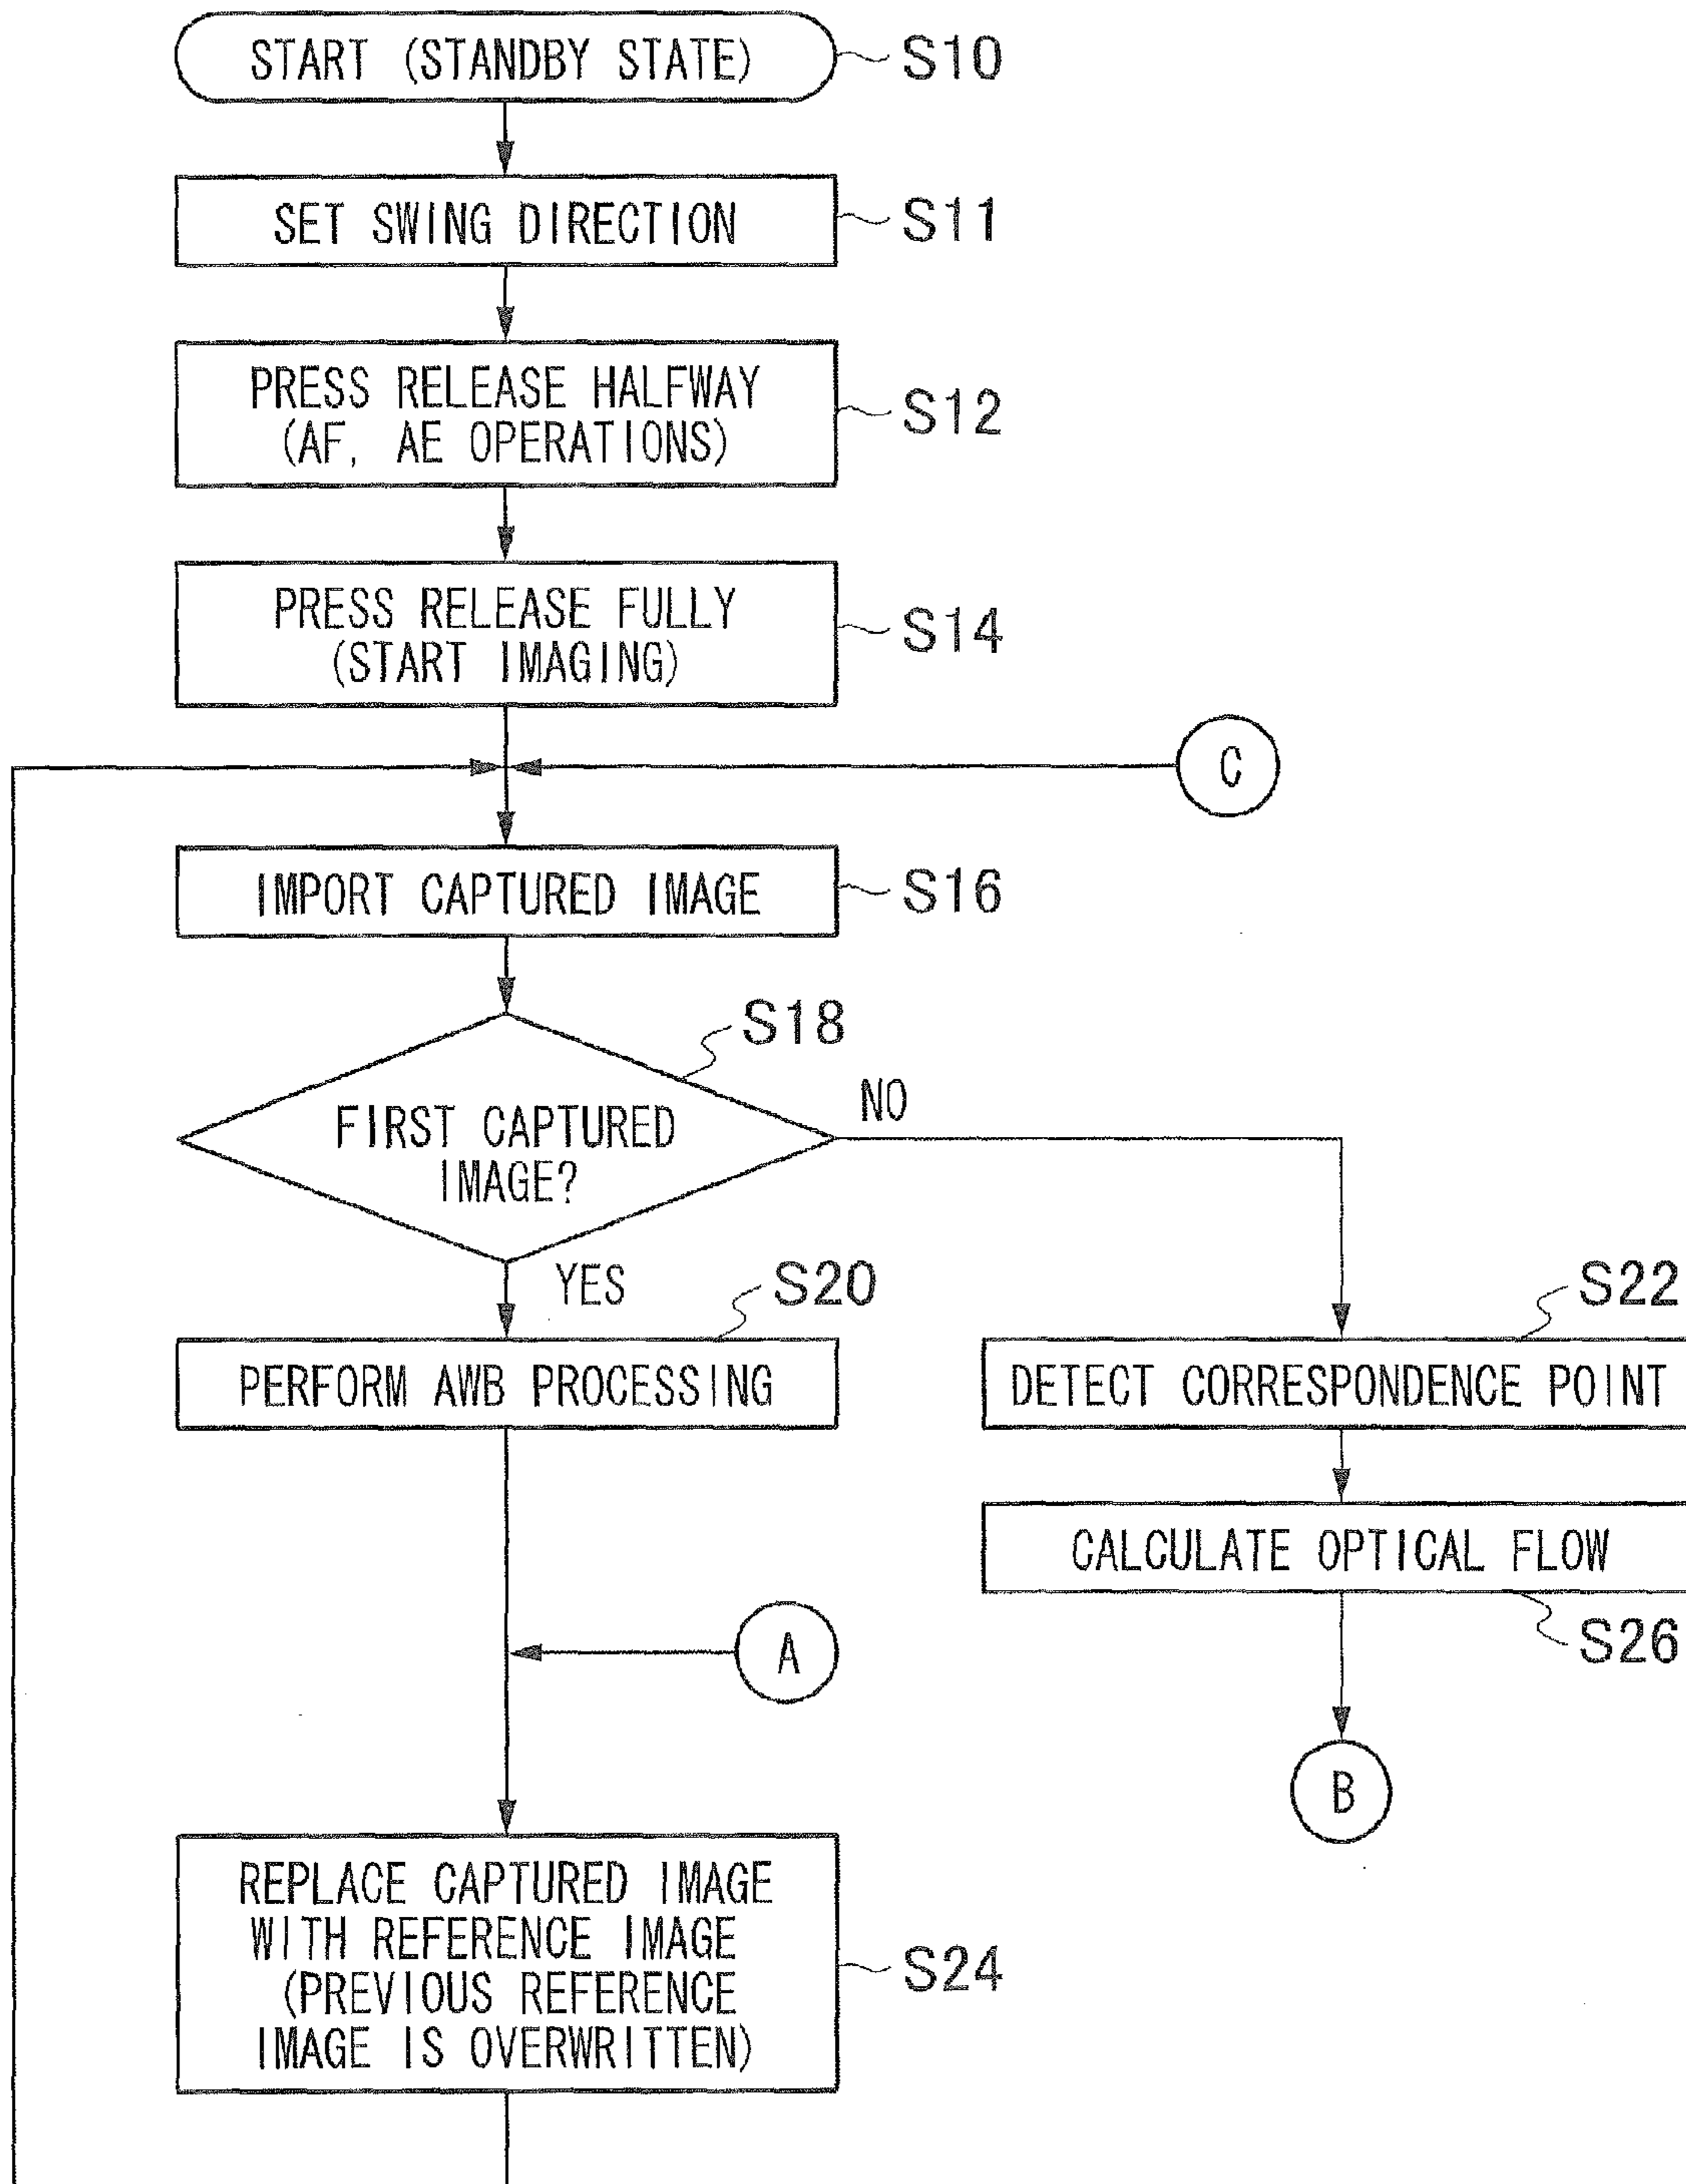 START (STANDBY STATE)
S10
SET SWING DIRECTION
S11
PRESS RELEASE HALFWAY
(AF, AE OPERATIONS)
S12
PRESS RELEASE FULLY
(START IMAGING)
S14
C
IMPORT CAPTURED IMAGE
S16
S18
FIRST CAPTURED
IMAGE?
NO
YES
S20
S22
PERFORM AWB PROCESSING
DETECT CORRESPONDENCE POINT
CALCULATE OPTICAL FLOW
S26
A
B
REPLACE CAPTURED IMAGE
WITH REFERENCE IMAGE
(PREVIOUS REFERENCE
IMAGE IS OVERWRITTEN)
S24